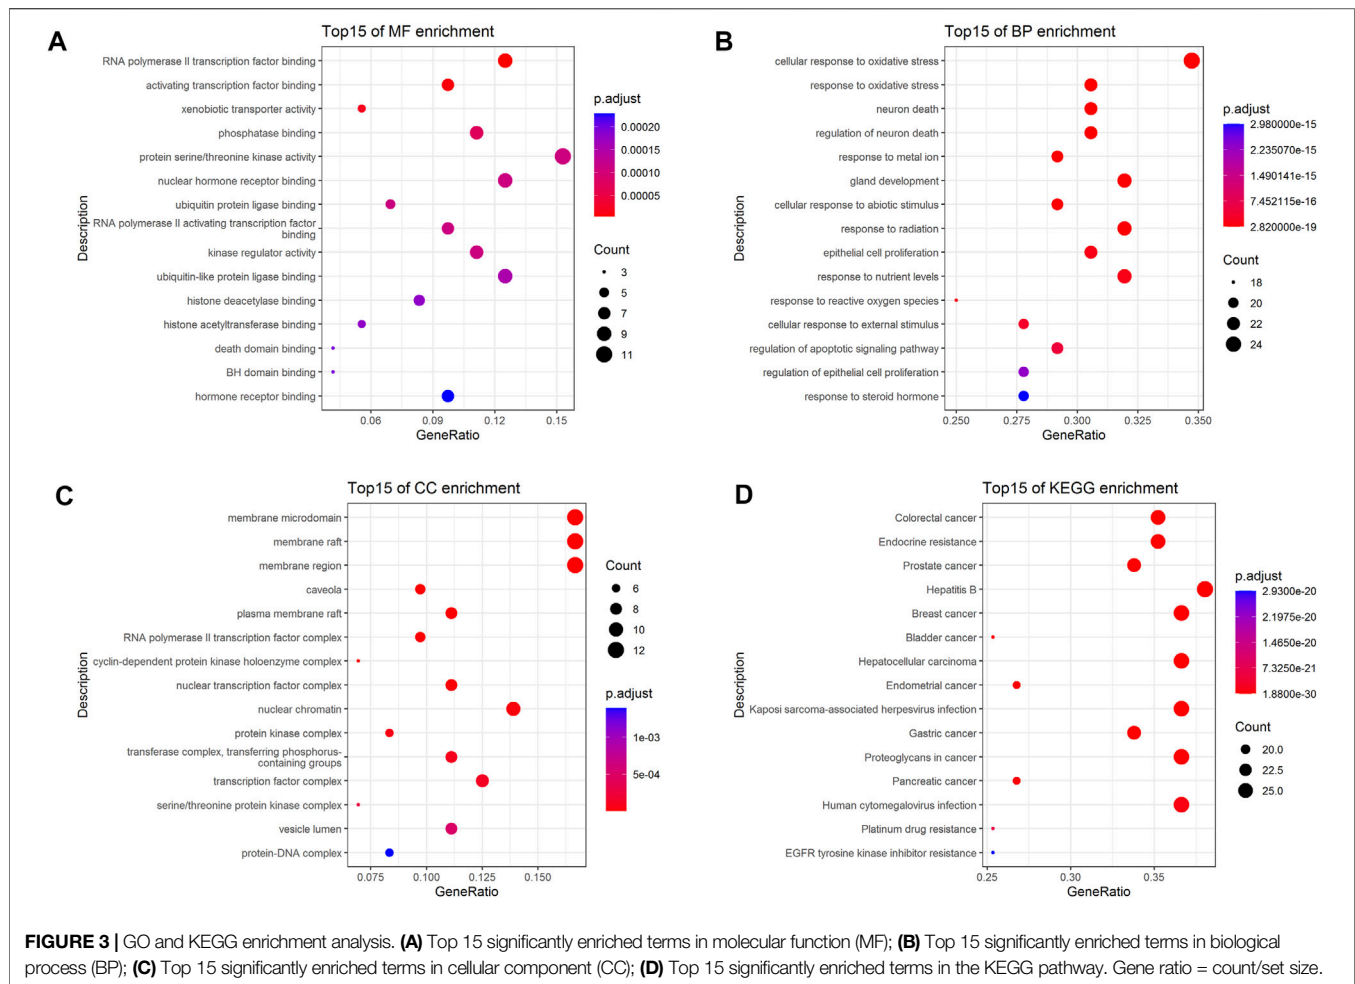 A
Top15 of MF enrichment
RNA polymerase II transcription factor binding
activating transcription factor binding
xenobiotic transporter activity
phosphatase binding
protein serine/threonine kinase activity
nuclear hormone receptor binding
ubiquitin protein ligase binding
RNA polymerase II activating transcription factor
binding
kinase regulator activity
ubiquitin-like protein ligase binding
histone deacetylase binding
histone acetyltransferase binding
death domain binding
BH domain binding
hormone receptor binding
Description
0.06 0.09 0.12 0.15
GeneRatio
p.adjust
0.00020
0.00015
0.00010
0.00005
Count
3
5
7
9
11
B
Top15 of BP enrichment
cellular response to oxidative stress
response to oxidative stress
neuron death
regulation of neuron death
response to metal ion
gland development
cellular response to abiotic stimulus
response to radiation
epithelial cell proliferation
response to nutrient levels
response to reactive oxygen species
cellular response to external stimulus
regulation of apoptotic signaling pathway
regulation of epithelial cell proliferation
response to steroid hormone
Description
0.250 0.275 0.300 0.325 0.350
GeneRatio
p.adjust
2.980000e-15
2.235070e-15
1.490141e-15
7.452115e-16
2.820000e-19
Count
18
20
22
24
C
Top15 of CC enrichment
membrane microdomain
membrane raft
membrane region
caveola
plasma membrane raft
RNA polymerase II transcription factor complex
cyclin-dependent protein kinase holoenzyme complex
nuclear transcription factor complex
nuclear chromatin
protein kinase complex
transferase complex, transferring phosphorus-
containing groups
transcription factor complex
serine/threonine protein kinase complex
vesicle lumen
protein-DNA complex
Description
0.075 0.100 0.125 0.150
GeneRatio
Count
6
8
10
12
p.adjust
1e-03
5e-04
D
Top15 of KEGG enrichment
Colorectal cancer
Endocrine resistance
Prostate cancer
Hepatitis B
Breast cancer
Bladder cancer
Hepatocellular carcinoma
Endometrial cancer
Kaposi sarcoma-associated herpesvirus infection
Gastric cancer
Proteoglycans in cancer
Pancreatic cancer
Human cytomegalovirus infection
Platinum drug resistance
EGFR tyrosine kinase inhibitor resistance
Description
0.25 0.30 0.35
GeneRatio
p.adjust
2.9300e-20
2.1975e-20
1.4650e-20
7.3251e-21
1.8800e-30
Count
20.0
22.5
25.0
FIGURE 3 | GO and KEGG enrichment analysis. (A) Top 15 significantly enriched terms in molecular function (MF); (B) Top 15 significantly enriched terms in biological
process (BP); (C) Top 15 significantly enriched terms in cellular component (CC); (D) Top 15 significantly enriched terms in the KEGG pathway. Gene ratio = count/set size.